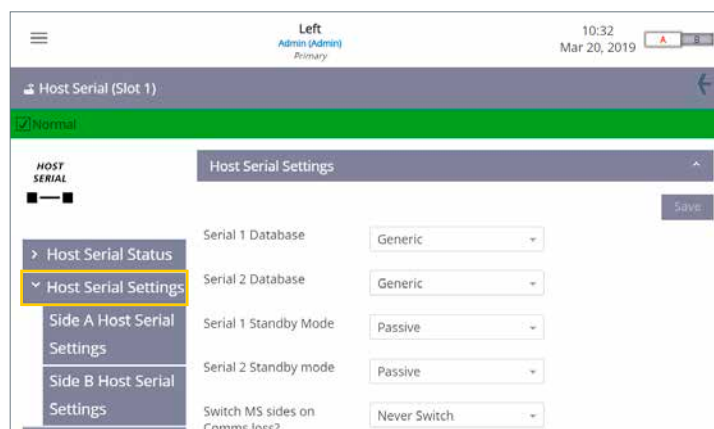 Left
Admin (Admin)
Primary
10:32
Mar 20, 2019
A
B
Host Serial (Slot 1)
Normal
HOST
SERIAL
Host Serial Settings
Save
Host Serial Status
Host Serial Settings
Side A Host Serial
Settings
Side B Host Serial
Settings
Serial 1 Database
Generic
Serial 2 Database
Generic
Serial 1 Standby Mode
Passive
Serial 2 Standby mode
Passive
Switch MS sides on
Comms loss?
Never Switch